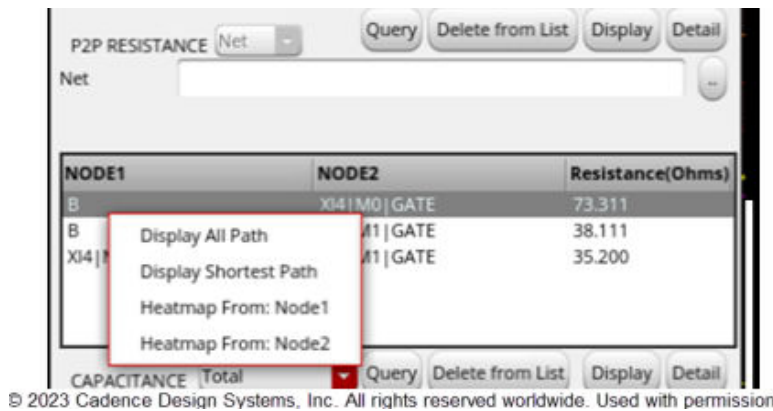 P2P RESISTANCE Net Query Delete from List Display Detail
Net ..
NODE1 NODE2 Resistance(Ohms)
B XI4|M0|GATE 73.311
B M1|GATE 38.111
XI4|M M1|GATE 35.200
Display All Path
Display Shortest Path
Heatmap From: Node1
Heatmap From: Node2
CAPACITANCE Total Query Delete from List Display Detail
© 2023 Cadence Design Systems, Inc. All rights reserved worldwide. Used with permission